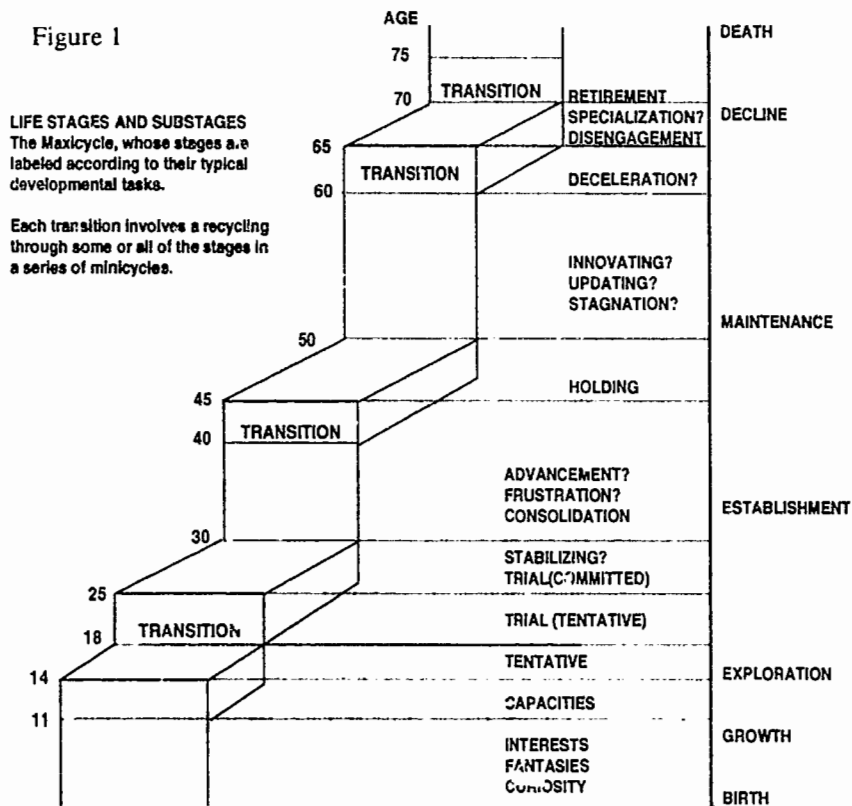 Figure 1
LIFE STAGES AND SUBSTAGES
The Maxicycle, whose stages are
labeled according to their typical
developmental tasks.
Each transition involves a recycling
through some or all of the stages in
a series of minicycles.
AGE
DEATH
75
TRANSITION
70
RETIREMENT
SPECIALIZATION?
DECLINE
DISENGAGEMENT
65
TRANSITION
60
DECELERATION?
INNOVATING?
UPDATING?
STAGNATION?
MAINTENANCE
50
HOLDING
45
TRANSITION
40
ADVANCEMENT?
FRUSTRATION?
CONSOLIDATION
ESTABLISHMENT
30
STABILIZING?
TRIAL(COMMITTED)
25
TRIAL (TENTATIVE)
TRANSITION
18
TENTATIVE
EXPLORATION
14
CAPACITIES
11
GROWTH
INTERESTS
FANTASIES
CURIOSITY
BIRTH